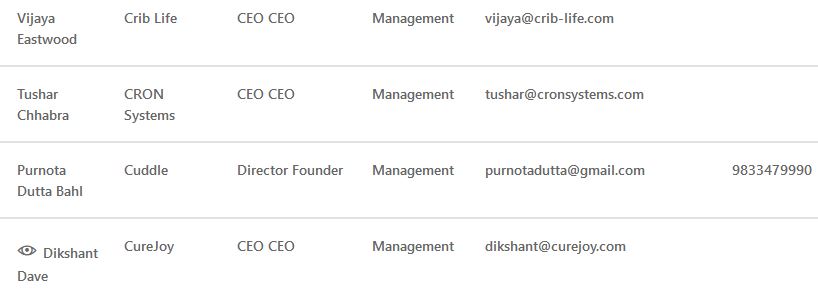 Vijaya Crib Life CEO CEO Management vijaya@crib-life.com
Eastwood
Tushar CRON CEO CEO Management tushar@cronsystems.com
Chhabra Systems
Purnota Cuddle Director Founder Management purnotadutta@gmail.com 9833479990
Dutta Bahl
Dikshant CureJoy CEO CEO Management dikshant@curejoy.com
Dave